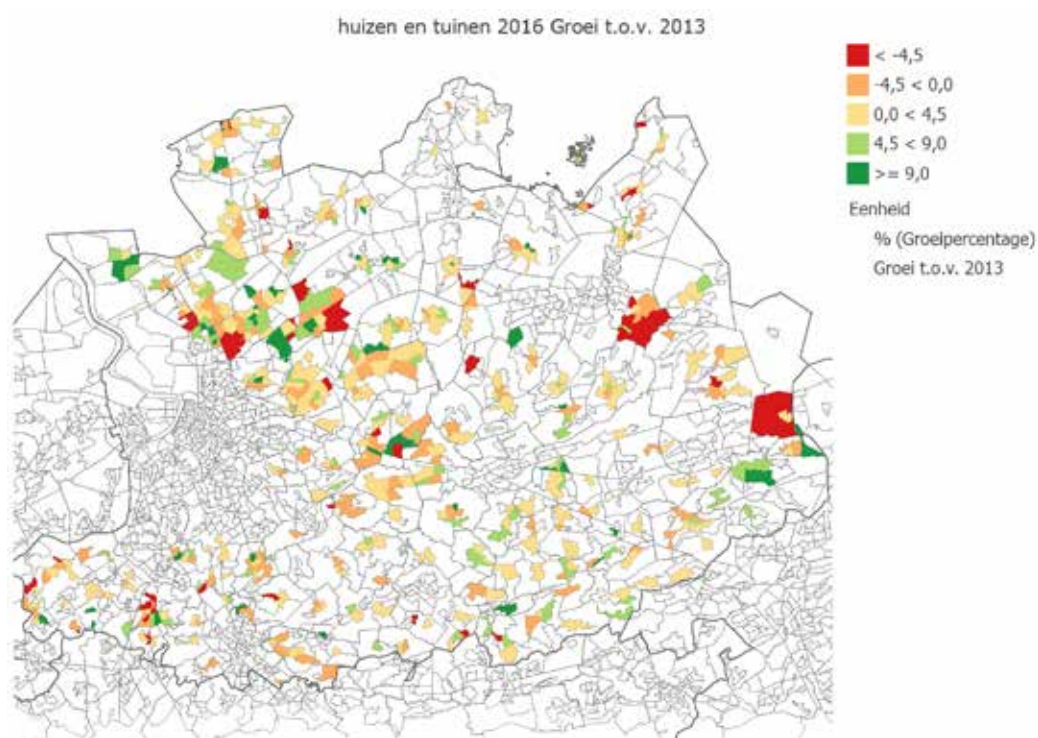 huizen en tuinen 2016 Groei t.o.v. 2013
< -4,5
-4,5 < 0,0
0,0 < 4,5
4,5 < 9,0
>= 9,0
Eenheid
% (Groeipercentage)
Groei t.o.v. 2013